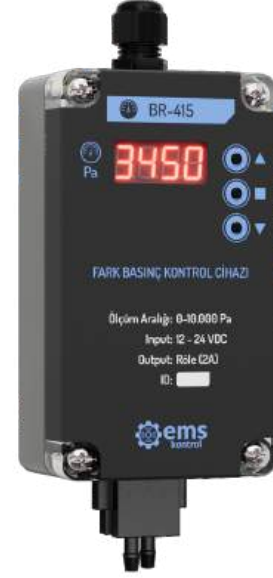 BR-415
Pa
3450
FARK BASINÇ KONTROL CİHAZI
Ölçüm Aralığı: 0-10.000 Pa
Input: 12 - 24 VDC
Output: Röle (2A)
ID:
ems
kontrol